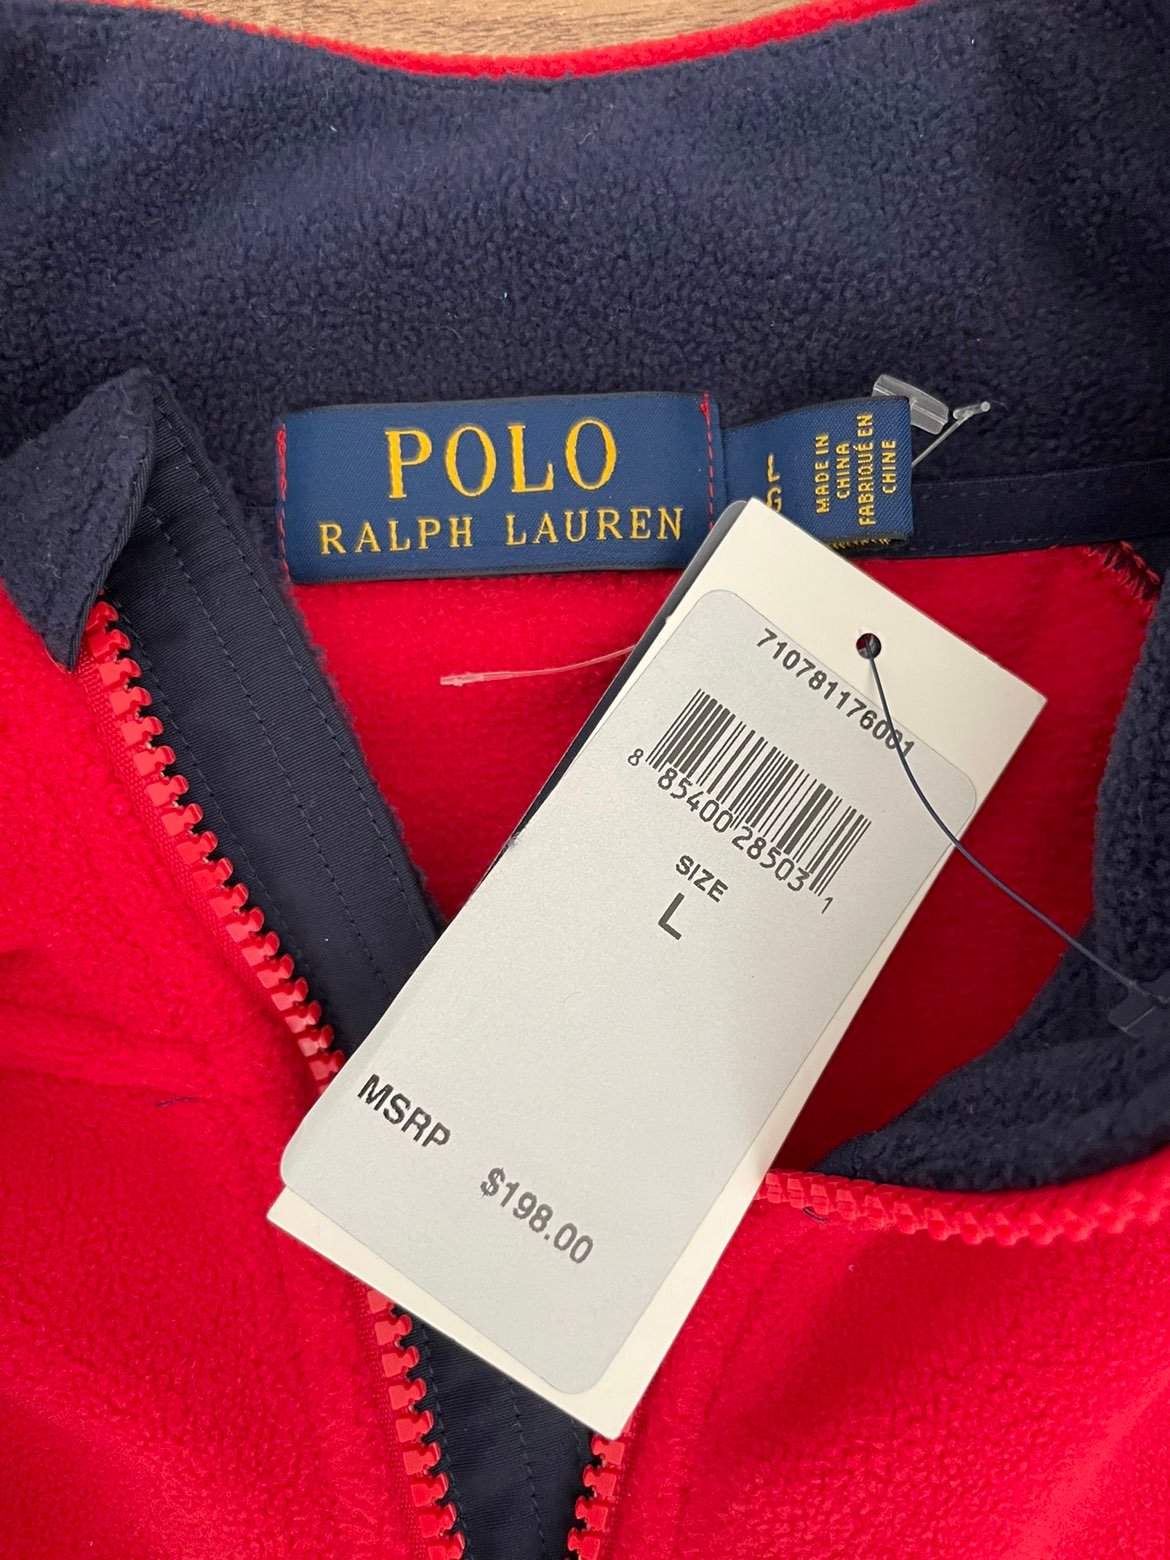 POLO
RALPH LAUREN
MADE IN
CHINA
FABRIQUÉ EN
CHINE
710781176001
8 85400 28503 1
SIZE
L
MSRP
$198.00